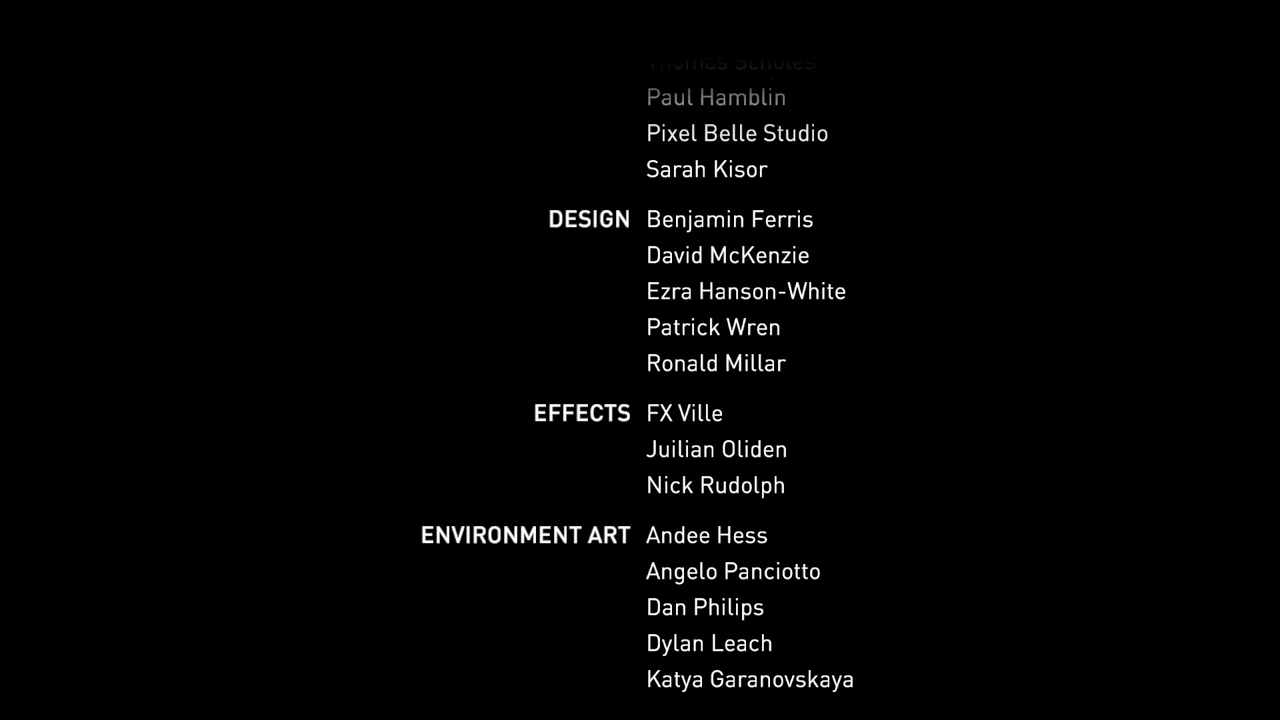 Thomas Scholes
Paul Hamblin
Pixel Belle Studio
Sarah Kisor
DESIGN Benjamin Ferris
David McKenzie
Ezra Hanson-White
Patrick Wren
Ronald Millar
EFFECTS FX Ville
Juilian Oliden
Nick Rudolph
ENVIRONMENT ART Andee Hess
Angelo Panciotto
Dan Philips
Dylan Leach
Katya Garanovskaya